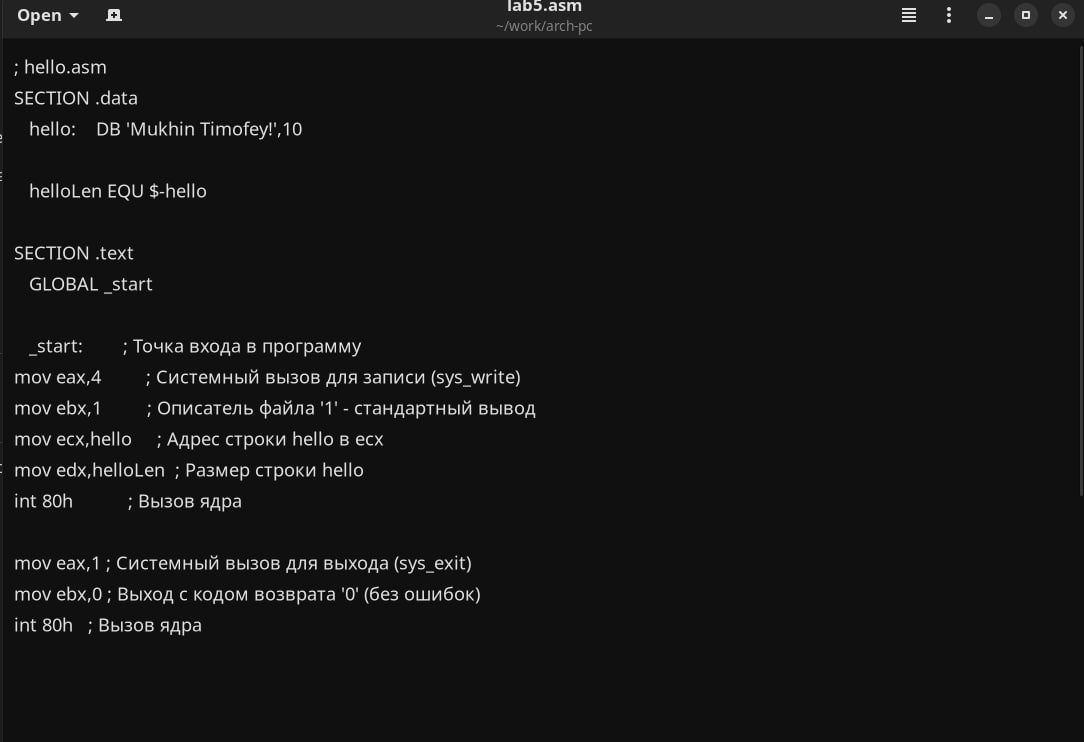 Open
lab5.asm
~/work/arch-pc
; hello.asm
SECTION .data
hello: DB 'Mukhin Timofey!',10
helloLen EQU $-hello
SECTION .text
GLOBAL _start
_start: ; Точка входа в программу
mov eax,4 ; Системный вызов для записи (sys_write)
mov ebx,1 ; Описатель файла '1' - стандартный вывод
mov ecx,hello ; Адрес строки hello в ecx
mov edx,helloLen ; Размер строки hello
int 80h ; Вызов ядра
mov eax,1 ; Системный вызов для выхода (sys_exit)
mov ebx,0 ; Выход с кодом возврата '0' (без ошибок)
int 80h ; Вызов ядра